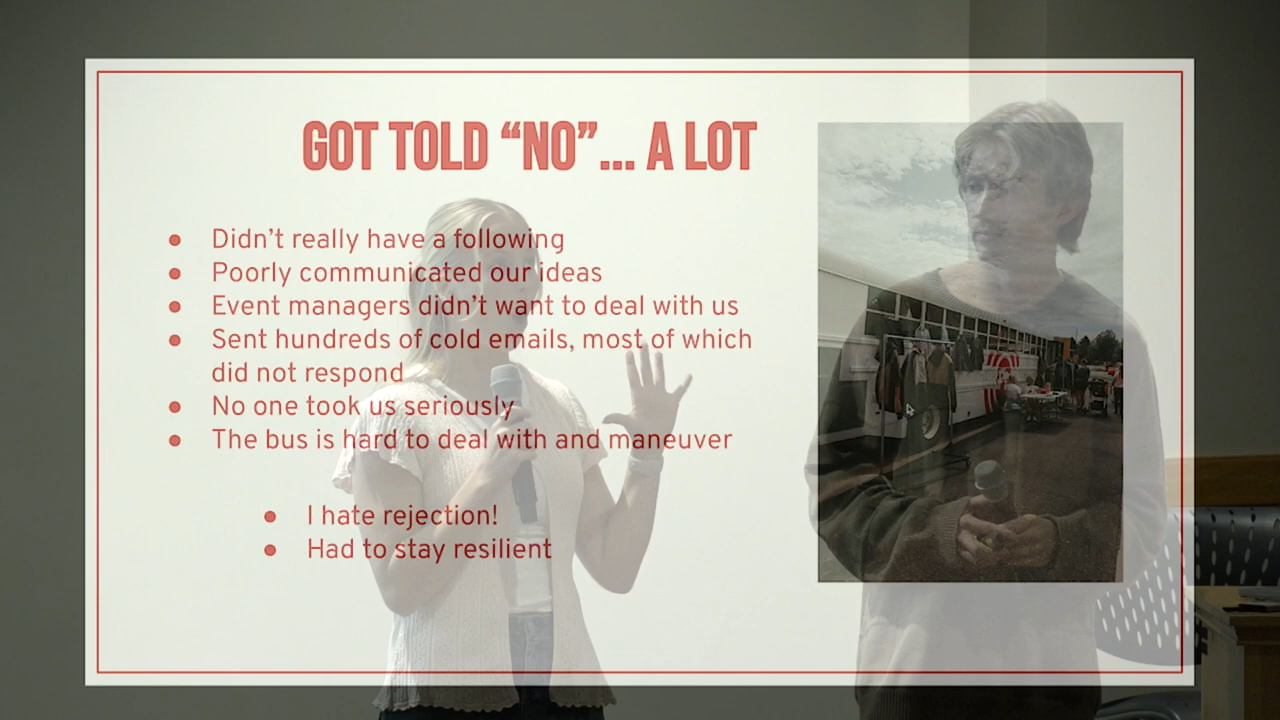 GOT TOLD “NO”... A LOT
● Didn’t really have a following
● Poorly communicated our ideas
● Event managers didn’t want to deal with us
● Sent hundreds of cold emails, most of which
did not respond
● No one took us seriously
● The bus is hard to deal with and maneuver
● I hate rejection!
● Had to stay resilient